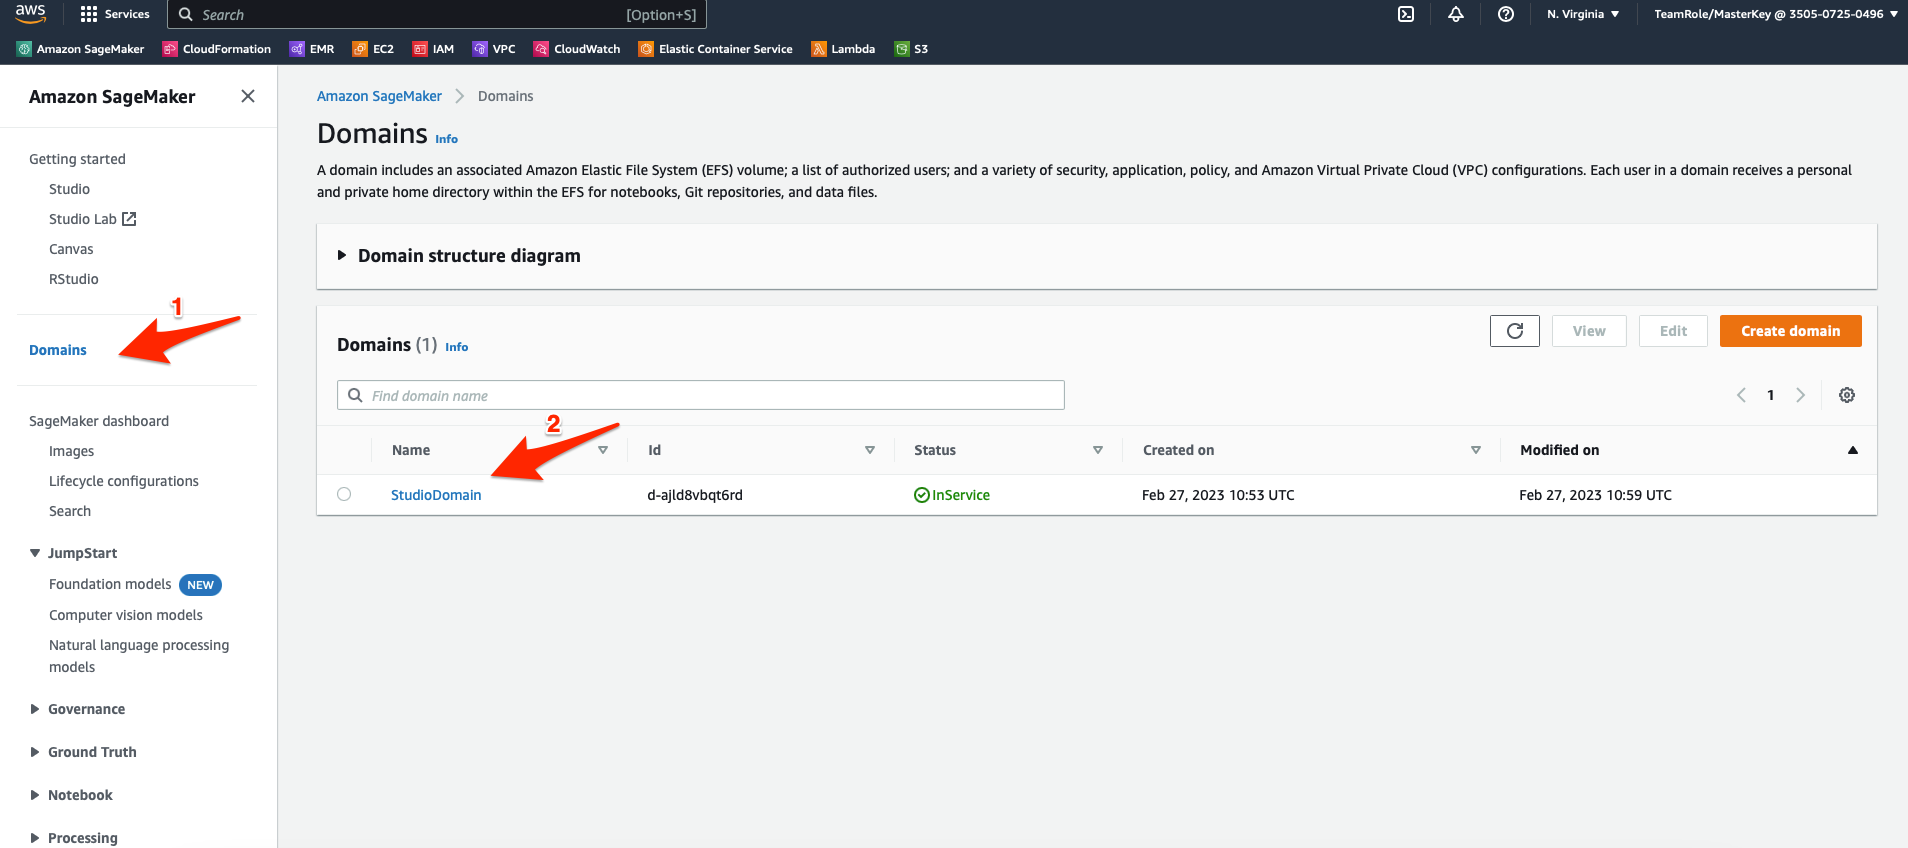 aws
Services
Search
[Option+S]
N. Virginia
TeamRole/MasterKey @ 3505-0725-0496
Amazon SageMaker
CloudFormation
EMR
EC2
IAM
VPC
CloudWatch
Elastic Container Service
Lambda
S3
Amazon SageMaker
Getting started
Studio
Studio Lab
Canvas
RStudio
1
Domains
SageMaker dashboard
Images
Lifecycle configurations
Search
JumpStart
Foundation models NEW
Computer vision models
Natural language processing
models
Governance
Ground Truth
Notebook
Processing
Amazon SageMaker
Domains
Domains Info
A domain includes an associated Amazon Elastic File System (EFS) volume; a list of authorized users; and a variety of security, application, policy, and Amazon Virtual Private Cloud (VPC) configurations. Each user in a domain receives a personal
and private home directory within the EFS for notebooks, Git repositories, and data files.
Domain structure diagram
Domains (1) Info
View
Edit
Create domain
Find domain name
1
2
Name
Id
Status
Created on
Modified on
StudioDomain
d-ajld8vbqt6rd
InService
Feb 27, 2023 10:53 UTC
Feb 27, 2023 10:59 UTC